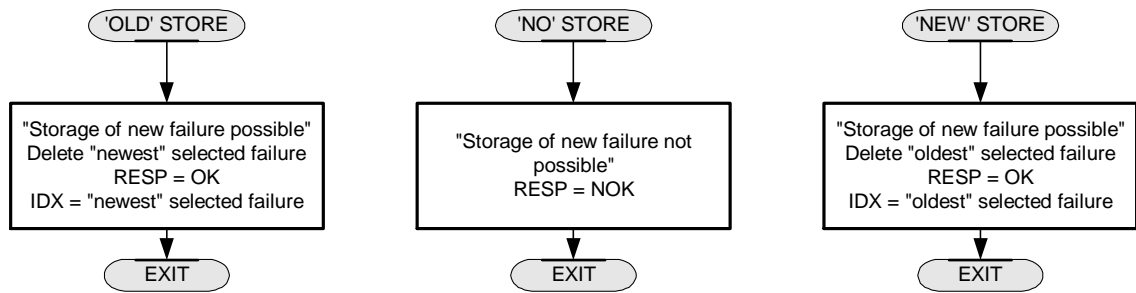 'OLD' STORE
"Storage of new failure possible"
Delete "newest" selected failure
RESP = OK
IDX = "newest" selected failure
EXIT
'NO' STORE
"Storage of new failure not
possible"
RESP = NOK
EXIT
'NEW' STORE
"Storage of new failure possible"
Delete "oldest" selected failure
RESP = OK
IDX = "oldest" selected failure
EXIT